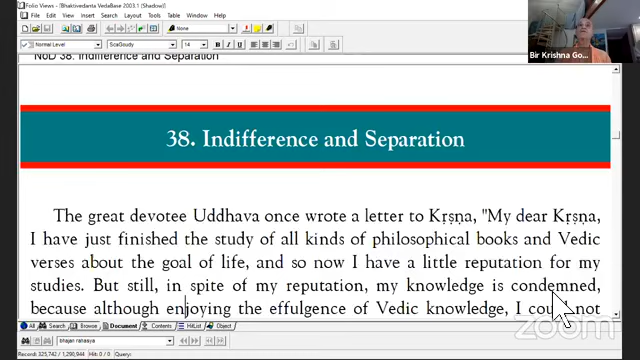 Folio Views - [Bhaktivedanta VedaBase 2003.1 (Shadow)]
File Edit View Insert Search Layout Tools Window Help
<None>
Normal Level
ScaGoudy
14
Bir Krishna Go...
NoD 38: Indifference and Separation
38. Indifference and Separation
The great devotee Uddhava once wrote a letter to Kṛṣṇa, "My dear Kṛṣṇa,
I have just finished the study of all kinds of philosophical books and Vedic
verses about the goal of life, and so now I have a little reputation for my
studies. But still, in spite of my reputation, my knowledge is condemned,
because although enjoying the effulgence of Vedic knowledge, I could not
All Search Browse Document Contents Hit List Object
bhajan rahasya
Record: 325,742 / 1,290,944 Hit: 0 / 0
zoom